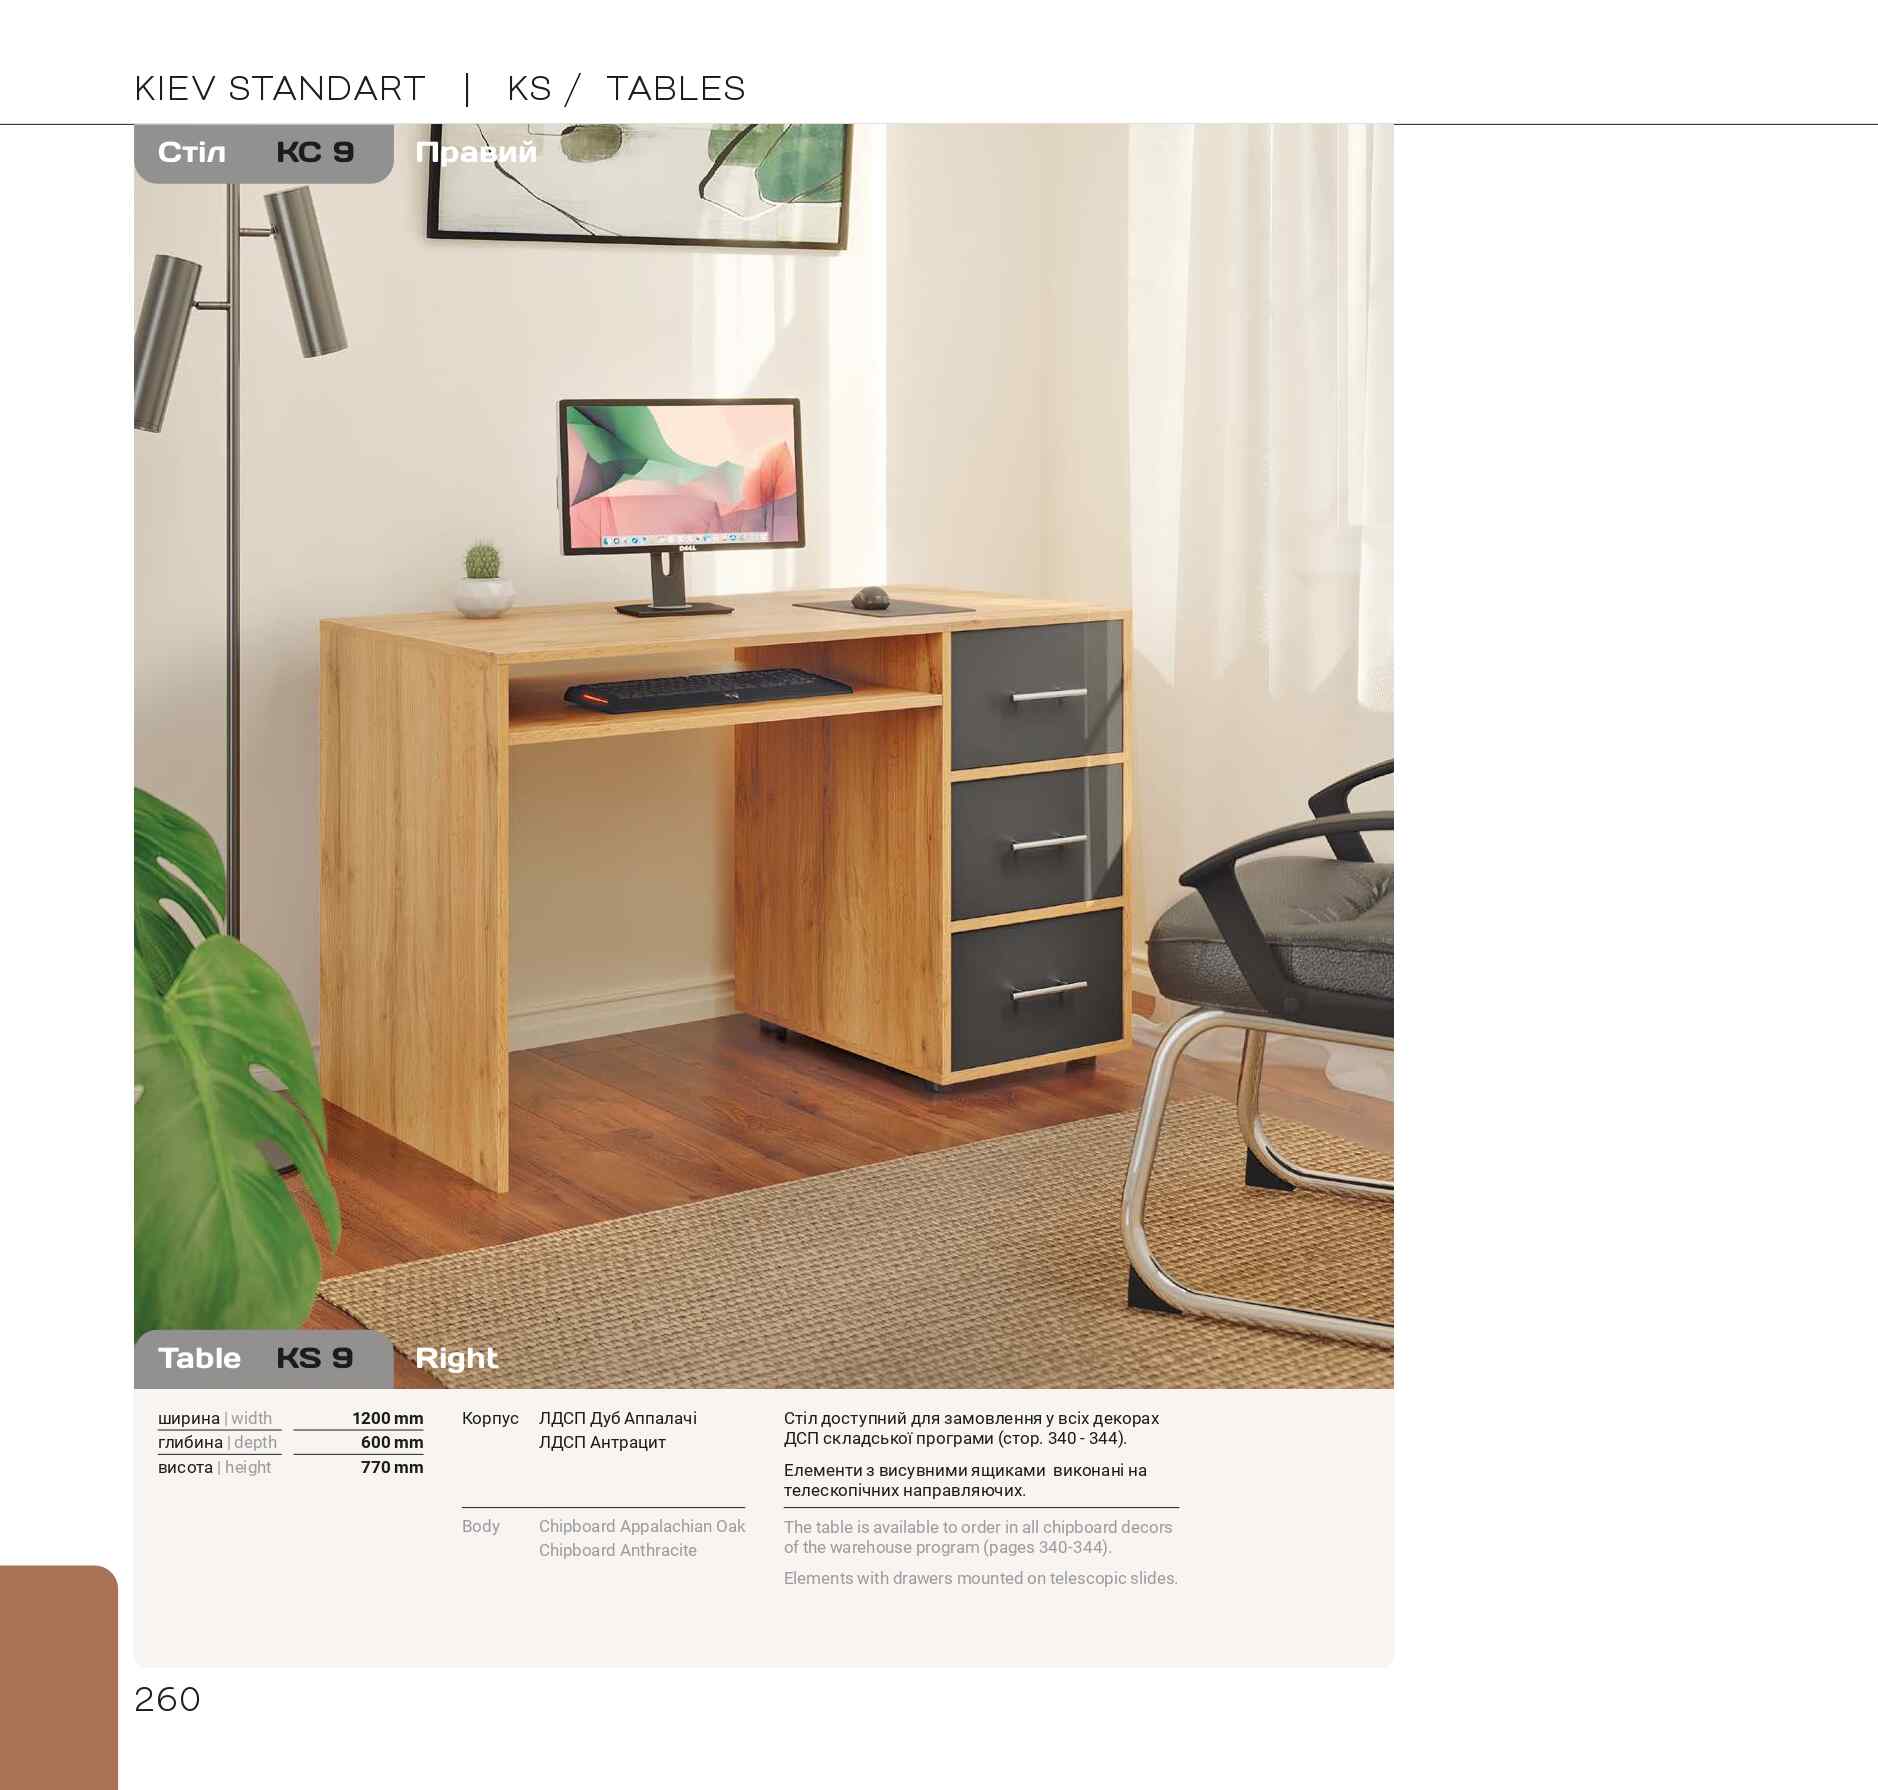 KIEV STANDART | KS / TABLES
Стіл КС 9 Правий
DELL
Table KS 9 Right
ширина | width 1200 mm
глибина | depth 600 mm
висота | height 770 mm
Корпус ЛДСП Дуб Аппалачі
ЛДСП Антрацит
Body Chipboard Appalachian Oak
Chipboard Anthracite
Стіл доступний для замовлення у всіх декорах
ДСП складської програми (стор. 340 - 344).
Елементи з висувними ящиками виконані на
телескопічних направляючих.
The table is available to order in all chipboard decors
of the warehouse program (pages 340-344).
Elements with drawers mounted on telescopic slides.
260